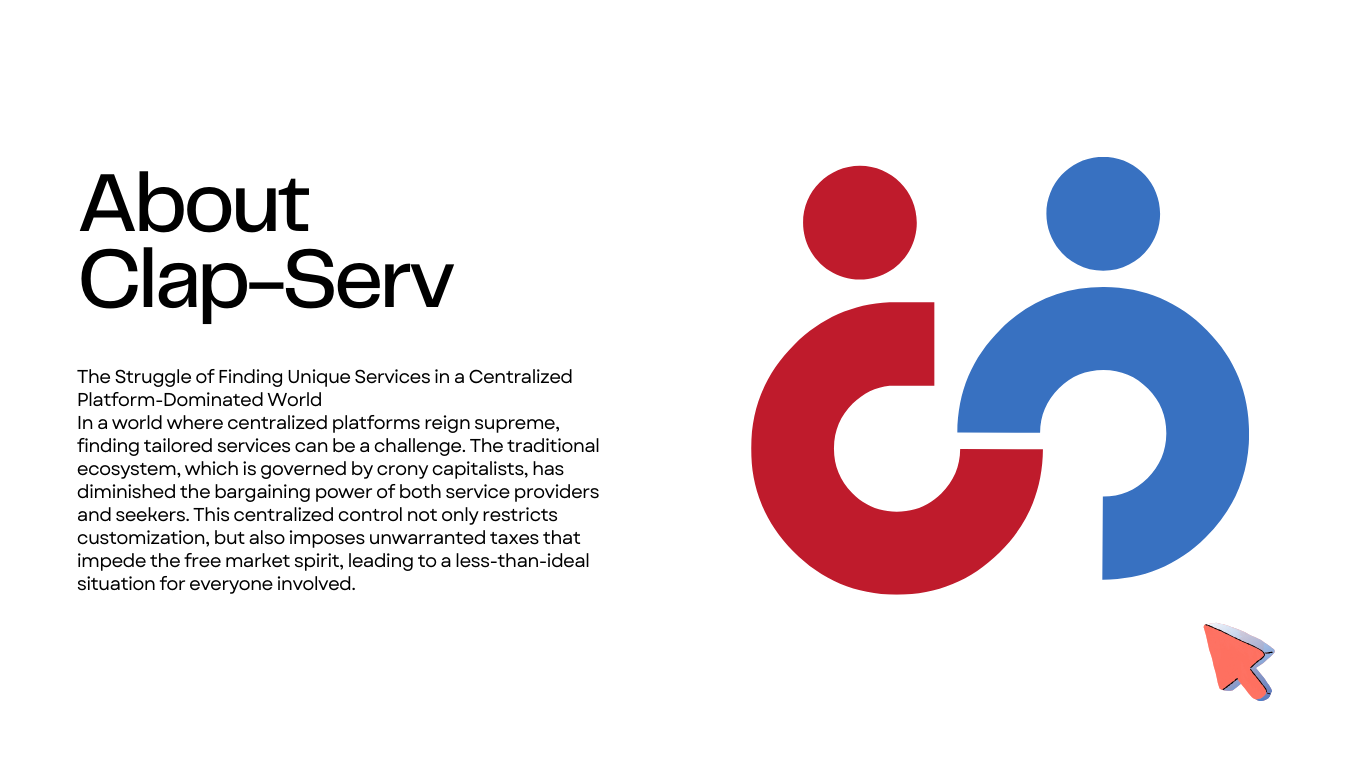 About
Clap–Serv
The Struggle of Finding Unique Services in a Centralized
Platform-Dominated World
In a world where centralized platforms reign supreme,
finding tailored services can be a challenge. The traditional
ecosystem, which is governed by crony capitalists, has
diminished the bargaining power of both service providers
and seekers. This centralized control not only restricts
customization, but also imposes unwarranted taxes that
impede the free market spirit, leading to a less-than-ideal
situation for everyone involved.